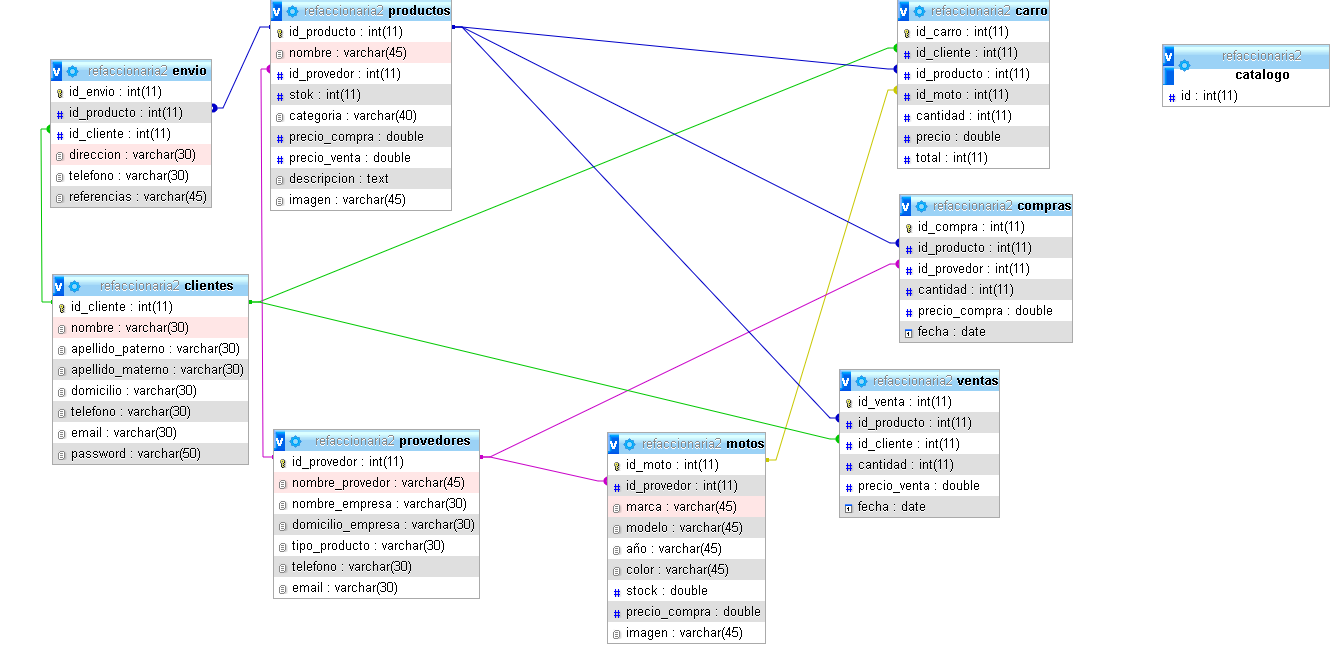 refaccionaria2 envio
id_envio : int(11)
id_producto : int(11)
id_cliente : int(11)
direccion : varchar(30)
telefono : varchar(30)
referencias : varchar(45)
refaccionaria2 clientes
id_cliente : int(11)
nombre : varchar(30)
apellido_paterno : varchar(30)
apellido_materno : varchar(30)
domicilio : varchar(30)
telefono : varchar(30)
email : varchar(30)
password : varchar(50)
refaccionaria2 productos
id_producto : int(11)
nombre : varchar(45)
id_provedor : int(11)
stok : int(11)
categoria : varchar(40)
precio_compra : double
precio_venta : double
descripcion : text
imagen : varchar(45)
refaccionaria2 provedores
id_provedor : int(11)
nombre_provedor : varchar(45)
nombre_empresa : varchar(30)
domicilio_empresa : varchar(30)
tipo_producto : varchar(30)
telefono : varchar(30)
email : varchar(30)
refaccionaria2 motos
id_moto : int(11)
id_provedor : int(11)
marca : varchar(45)
modelo : varchar(45)
año : varchar(45)
color : varchar(45)
stock : double
precio_compra : double
imagen : varchar(45)
refaccionaria2 carro
id_carro : int(11)
id_cliente : int(11)
id_producto : int(11)
id_moto : int(11)
cantidad : int(11)
precio : double
total : int(11)
refaccionaria2 compras
id_compra : int(11)
id_producto : int(11)
id_provedor : int(11)
cantidad : int(11)
precio_compra : double
fecha : date
refaccionaria2 ventas
id_venta : int(11)
id_producto : int(11)
id_cliente : int(11)
cantidad : int(11)
precio_venta : double
fecha : date
refaccionaria2
catalogo
id : int(11)